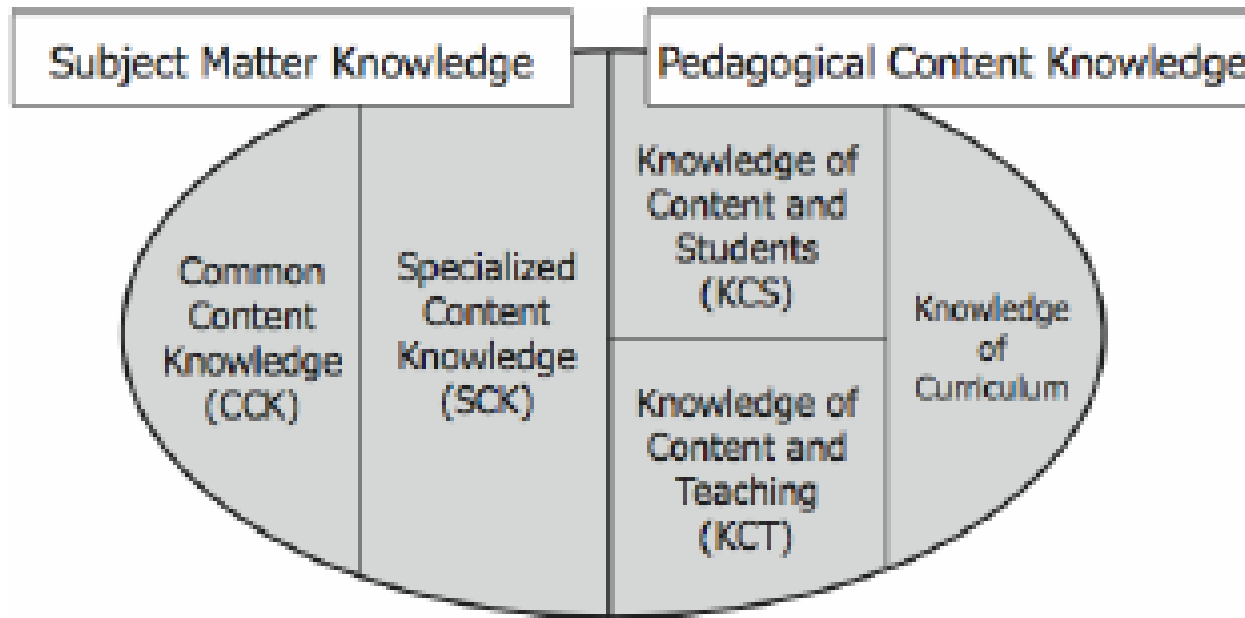 Subject Matter Knowledge
Pedagogical Content Knowledge
Common
Content
Knowledge
(CCK)
Specialized
Content
Knowledge
(SCK)
Knowledge of
Content and
Students
(KCS)
Knowledge of
Content and
Teaching
(KCT)
Knowledge
of
Curriculum